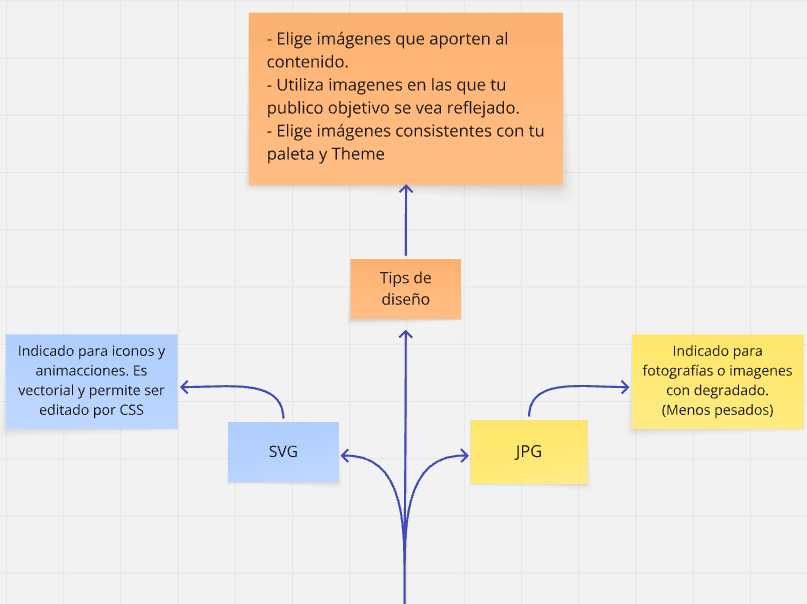 - Elige imágenes que aporten al
contenido.
- Utiliza imagenes en las que tu
publico objetivo se vea reflejado.
- Elige imágenes consistentes con tu
paleta y Theme
Tips de
diseño
Indicado para iconos y
animacciones. Es
vectorial y permite ser
editado por CSS
Indicado para
fotografías o imagenes
con degradado.
(Menos pesados)
SVG
JPG